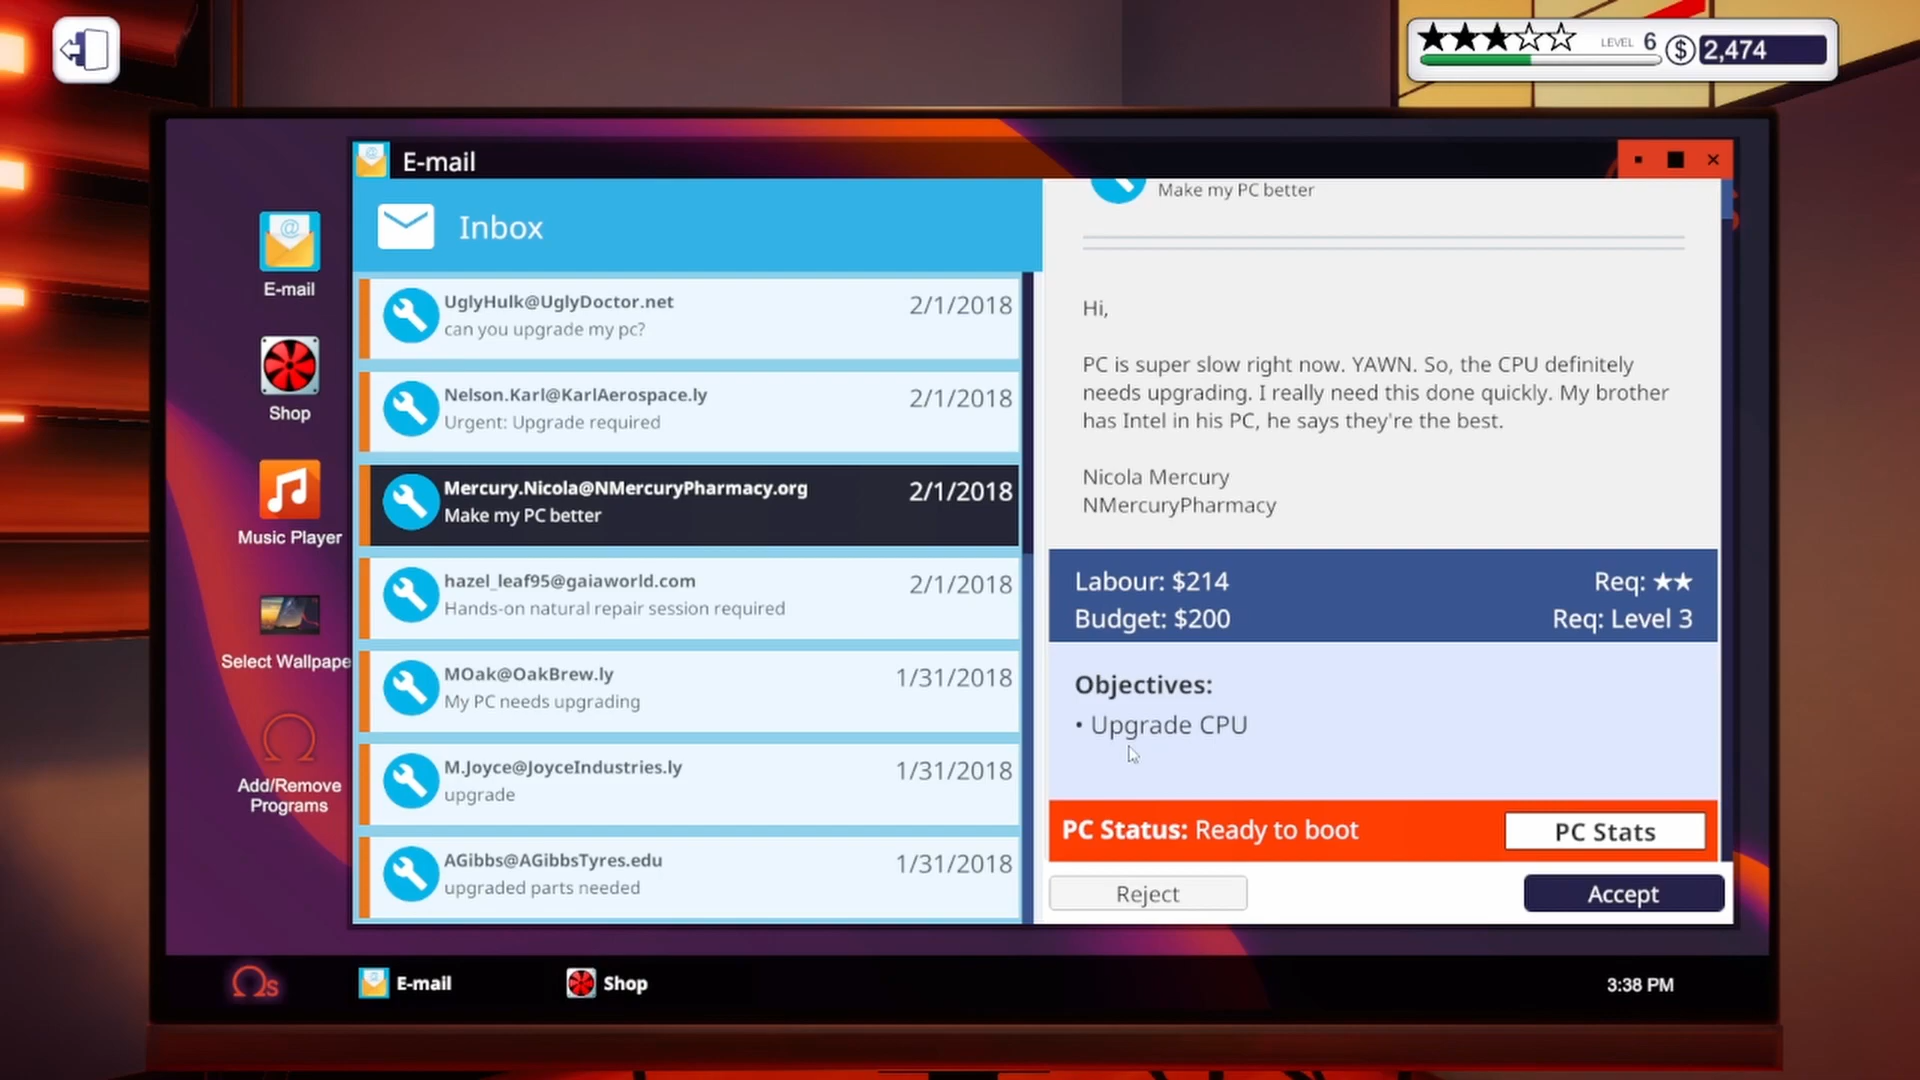 LEVEL 6 $ 2,474
E-mail
Make my PC better
Inbox
E-mail
Shop
Music Player
Select Wallpape
Add/Remove
Programs
UglyHulk@UglyDoctor.net
2/1/2018
can you upgrade my pc?
Nelson.Karl@KarlAerospace.ly
2/1/2018
Urgent: Upgrade required
Mercury.Nicola@NMercuryPharmacy.org
2/1/2018
Make my PC better
hazel_leaf95@gaiaworld.com
2/1/2018
Hands-on natural repair session required
MOak@OakBrew.ly
1/31/2018
My PC needs upgrading
M.Joyce@JoyceIndustries.ly
1/31/2018
upgrade
AGibbs@AGibbsTyres.edu
1/31/2018
upgraded parts needed
Hi,
PC is super slow right now. YAWN. So, the CPU definitely
needs upgrading. I really need this done quickly. My brother
has Intel in his PC, he says they're the best.
Nicola Mercury
NMercuryPharmacy
Labour: $214
Req: ★★
Budget: $200
Req: Level 3
Objectives:
• Upgrade CPU
PC Status: Ready to boot
PC Stats
Reject
Accept
Ωs
E-mail
Shop
3:38 PM